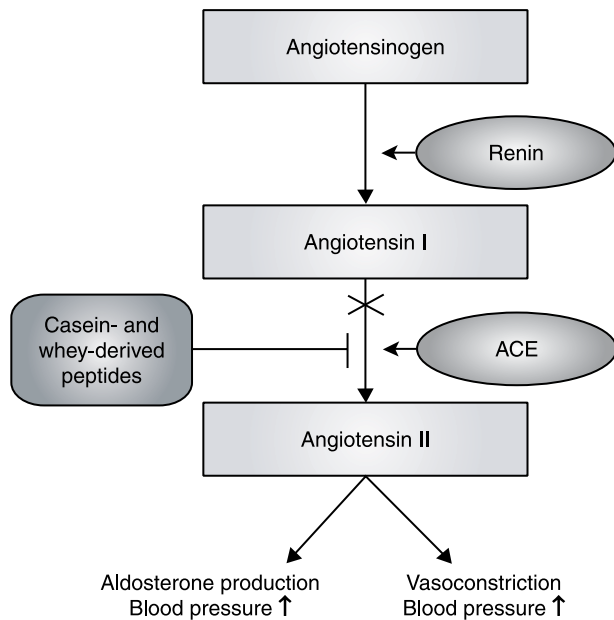 Angiotensinogen
Renin
Angiotensin I
Casein- and
whey-derived
peptides
ACE
Angiotensin II
Aldosterone production
Blood pressure ↑
Vasoconstriction
Blood pressure ↑